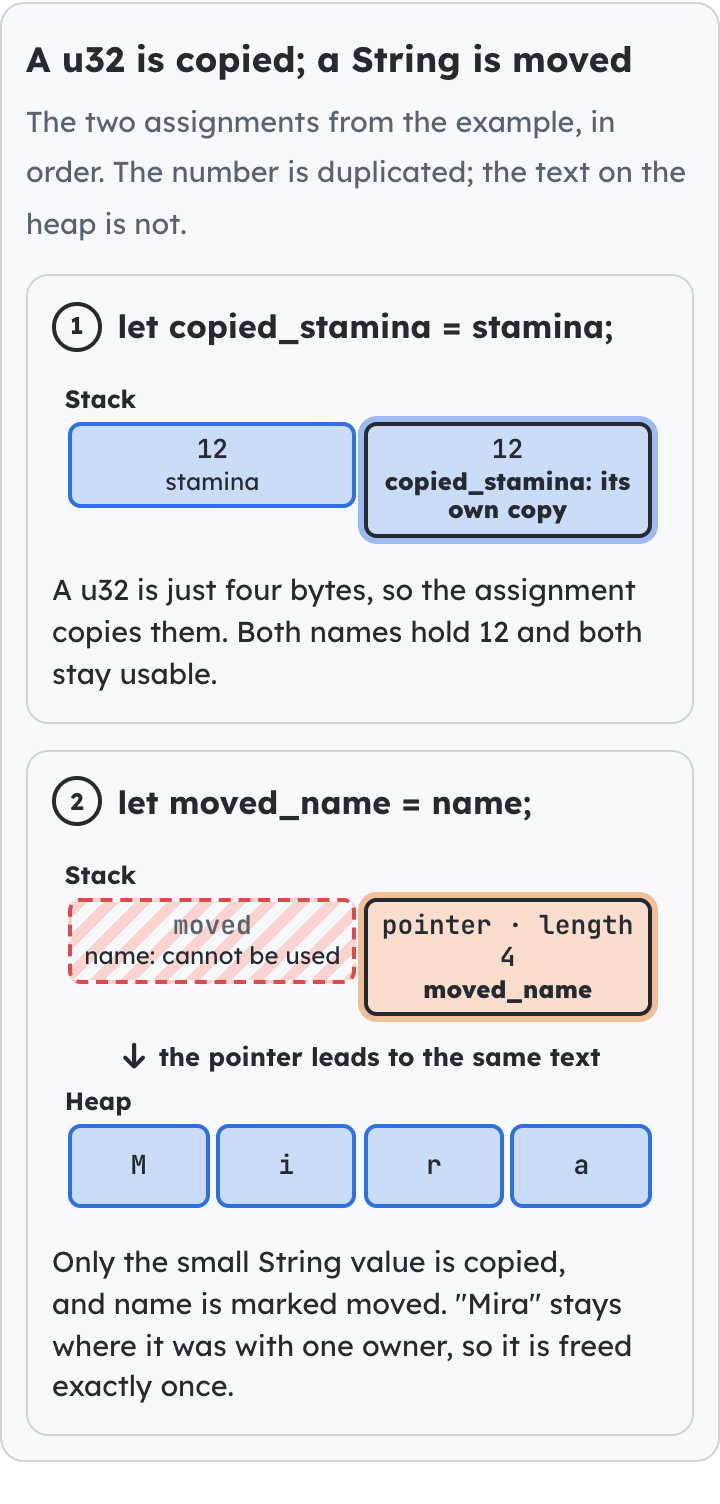 A u32 is copied; a String is moved
The two assignments from the example, in
order. The number is duplicated; the text on the
heap is not.
1 let copied_stamina = stamina;
Stack
12
stamina
12
copied_stamina: its
own copy
A u32 is just four bytes, so the assignment
copies them. Both names hold 12 and both
stay usable.
2 let moved_name = name;
Stack
moved
name: cannot be used
pointer · length
4
moved_name
↓ the pointer leads to the same text
Heap
M i r a
Only the small String value is copied,
and name is marked moved. "Mira" stays
where it was with one owner, so it is freed
exactly once.